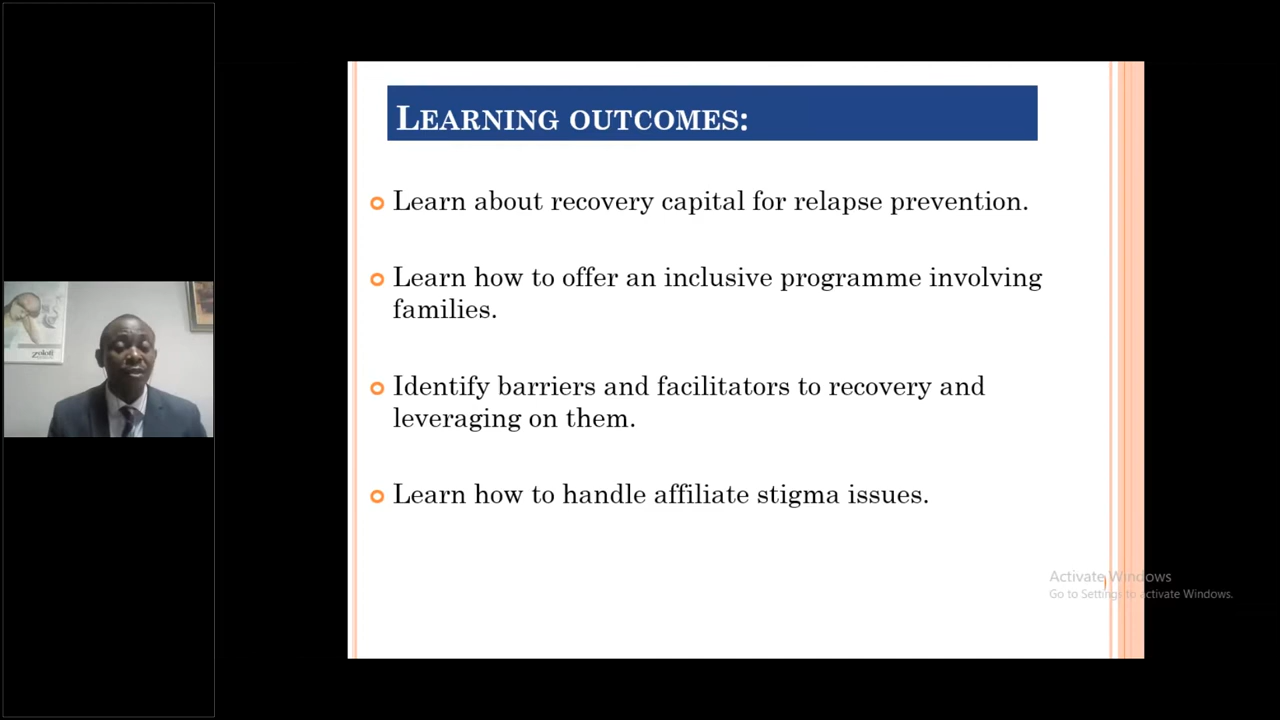 LEARNING OUTCOMES:
Learn about recovery capital for relapse prevention.
Learn how to offer an inclusive programme involving
families.
Identify barriers and facilitators to recovery and
leveraging on them.
Learn how to handle affiliate stigma issues.
Activate Windows
Go to Settings to activate Windows.
Zoloft